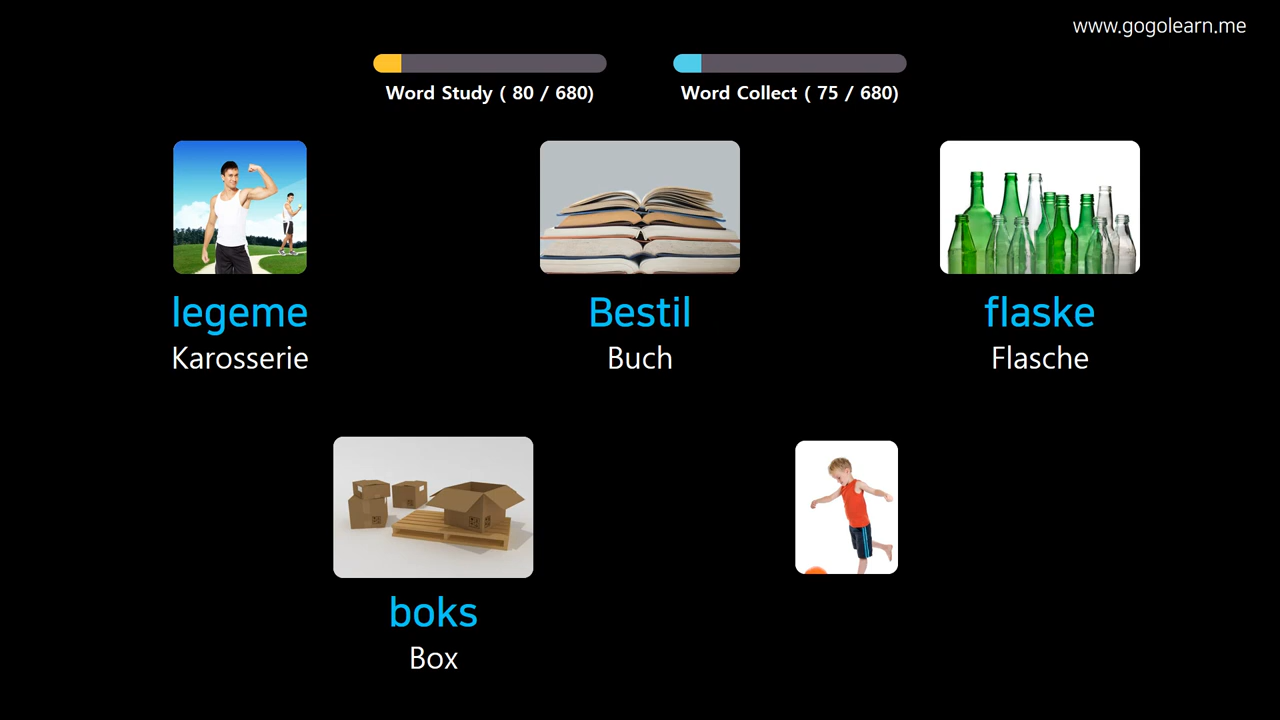 www.gogolearn.me
Word Study ( 80 / 680)
Word Collect ( 75 / 680)
legeme
Karosserie
Bestil
Buch
flaske
Flasche
boks
Box